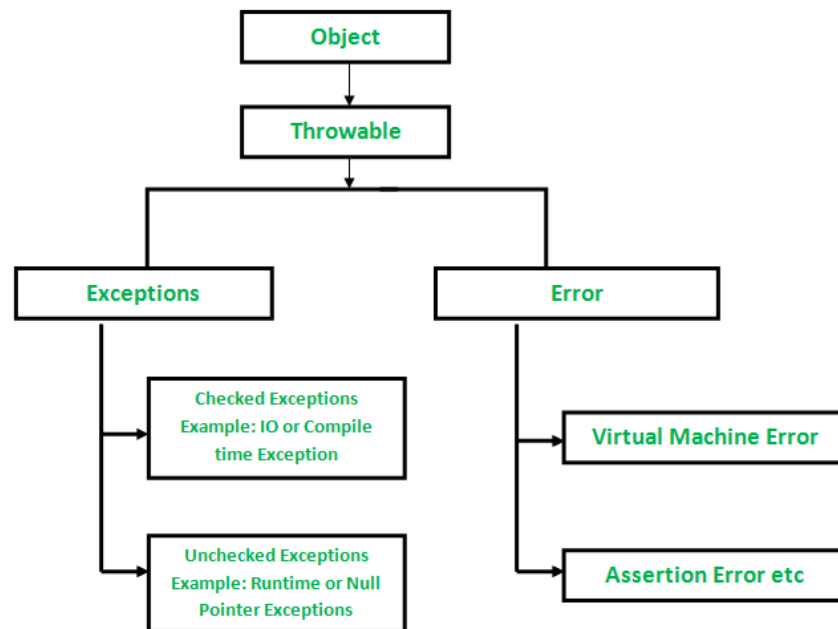 Object
Throwable
Exceptions
Error
Checked Exceptions
Example: IO or Compile
time Exception
Virtual Machine Error
Unchecked Exceptions
Example: Runtime or Null
Pointer Exceptions
Assertion Error etc